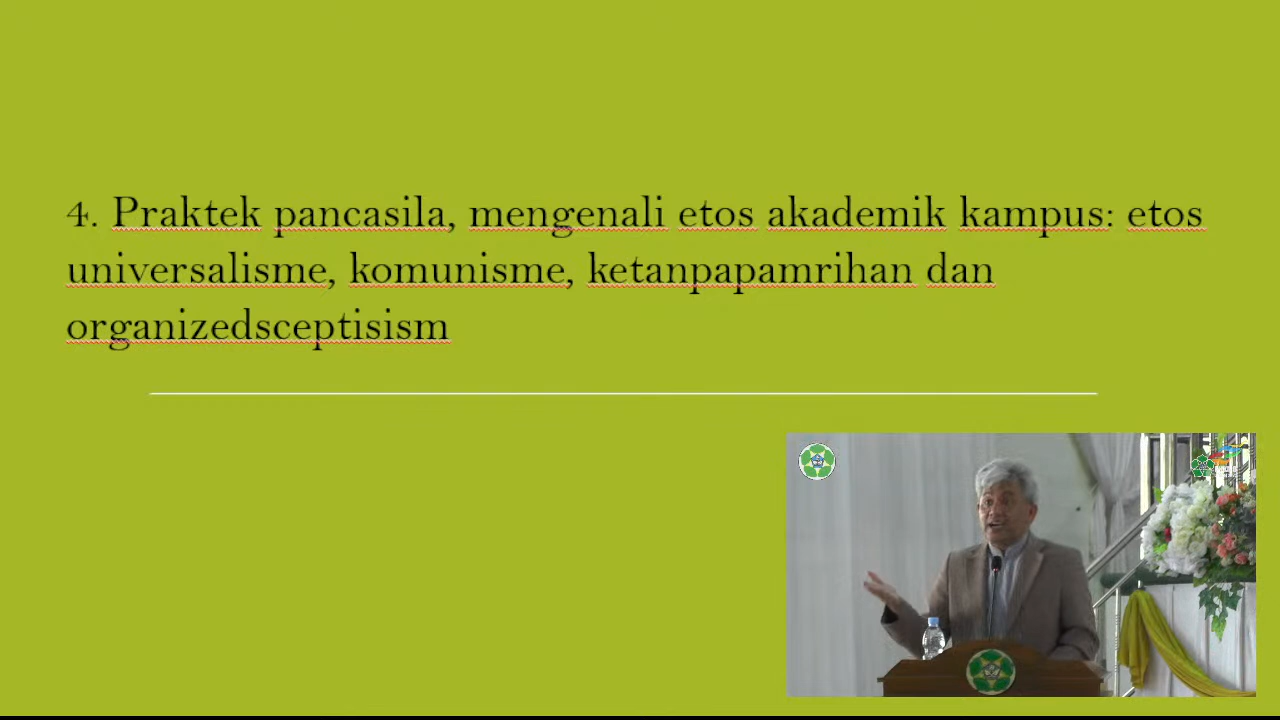 4. Praktek pancasila, mengenali etos akademik kampus: etos
universalisme, komunisme, ketanpapamrihan dan
organizedsceptisism